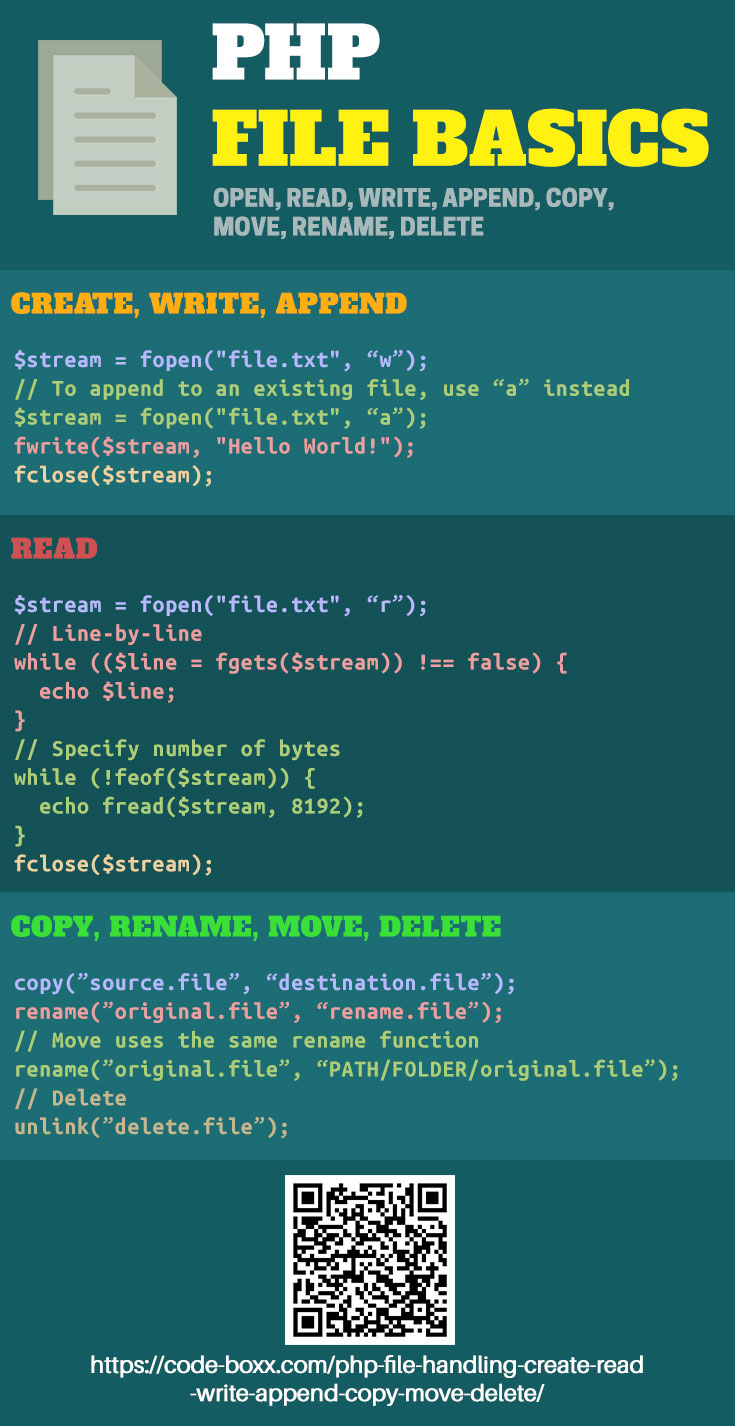 PHP
FILE BASICS
OPEN, READ, WRITE, APPEND, COPY,
MOVE, RENAME, DELETE
CREATE, WRITE, APPEND
$stream = fopen("file.txt", “w”);
// To append to an existing file, use “a” instead
$stream = fopen("file.txt", “a”);
fwrite($stream, "Hello World!");
fclose($stream);
READ
$stream = fopen("file.txt", “r”);
// Line-by-line
while (($line = fgets($stream)) !== false) {
  echo $line;
}
// Specify number of bytes
while (!feof($stream)) {
  echo fread($stream, 8192);
}
fclose($stream);
COPY, RENAME, MOVE, DELETE
copy(”source.file”, “destination.file”);
rename(”original.file”, “rename.file”);
// Move uses the same rename function
rename(”original.file”, “PATH/FOLDER/original.file”);
// Delete
unlink(”delete.file”);
https://code-boxx.com/php-file-handling-create-read
-write-append-copy-move-delete/